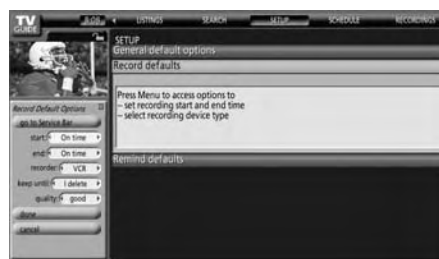 TV
GUIDE
8:08
LISTINGS SEARCH SETUP SCHEDULE RECORDINGS
SETUP
General default options
Record defaults
Press Menu to access options to
– set recording start and end time
– select recording device type
Remind defaults
Record Default Options
go to Service Bar
start: On time
end: On time
recorder: VCR
keep until: I delete
quality: good
done
cancel